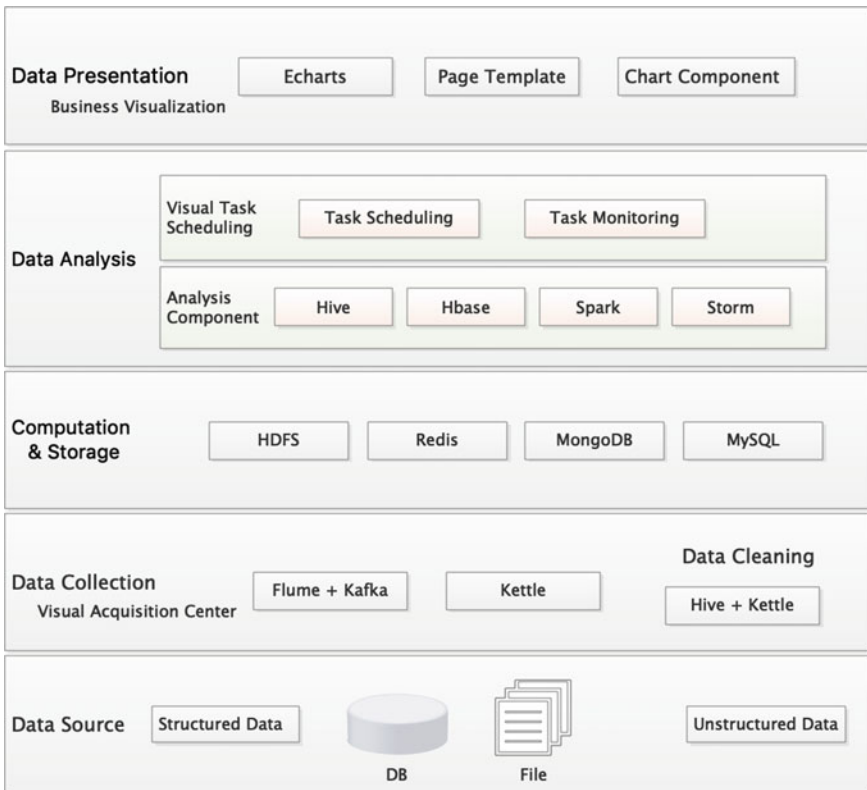 Data Presentation
Business Visualization
Echarts
Page Template
Chart Component
Data Analysis
Visual Task
Scheduling
Task Scheduling
Task Monitoring
Analysis
Component
Hive
Hbase
Spark
Storm
Computation
& Storage
HDFS
Redis
MongoDB
MySQL
Data Collection
Visual Acquisition Center
Flume + Kafka
Kettle
Data Cleaning
Hive + Kettle
Data Source
Structured Data
DB
File
Unstructured Data